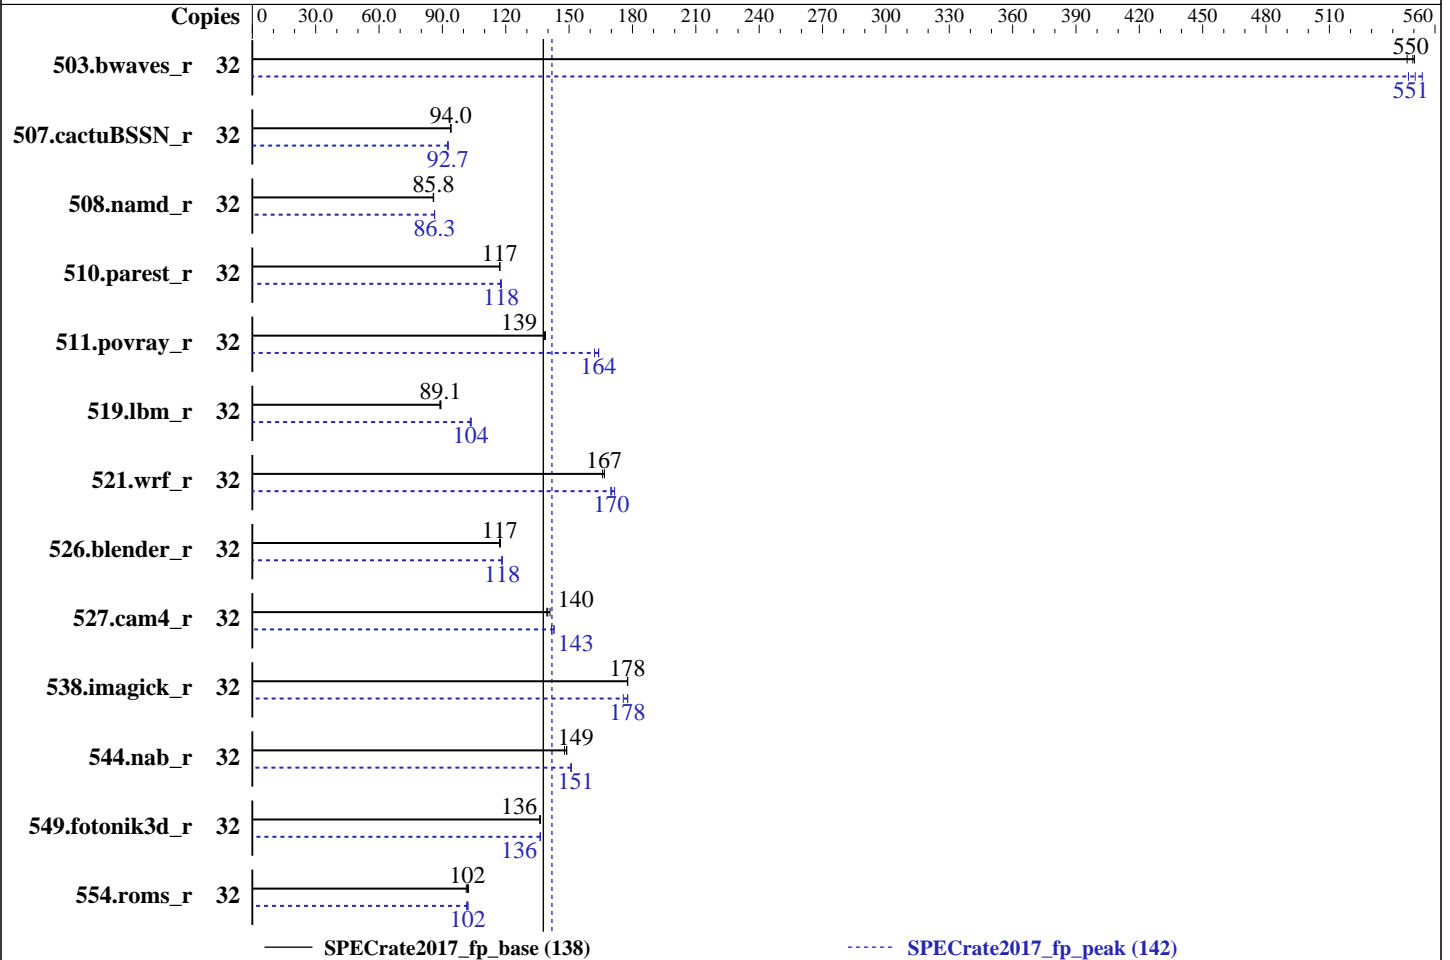 Copies 0 30.0 60.0 90.0 120 150 180 210 240 270 300 330 360 390 420 450 480 510 560
550
503.bwaves_r 32
551
94.0
507.cactuBSSN_r 32
92.7
85.8
508.namd_r 32
86.3
117
510.parest_r 32
118
139
511.povray_r 32
164
89.1
519.lbm_r 32
104
167
521.wrf_r 32
170
117
526.blender_r 32
118
140
527.cam4_r 32
143
178
538.imagick_r 32
178
149
544.nab_r 32
151
136
549.fotonik3d_r 32
136
102
554.roms_r 32
102
SPECrate2017_fp_base (138) SPECrate2017_fp_peak (142)